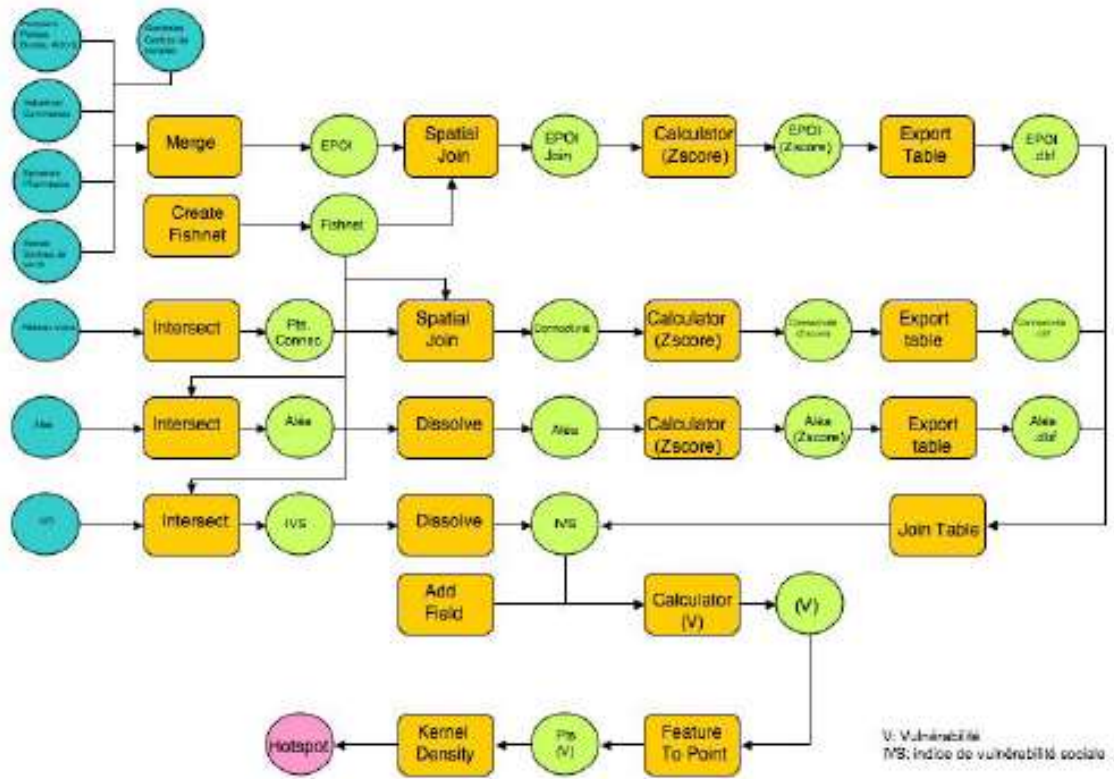 Centres de
Merge
EPOI
Spatial
Join
EPOI
Join
Calculator
(Zscore)
EPOI
(Zscore)
Export
Table
EPOI
.dbf
Create
Fishnet
Fishnet
Intersect
Pts.
Connec
Spatial
Join
Calculator
(Zscore)
Export
table
Intersect
Aléa
Dissolve
Aléa
Calculator
(Zscore)
Aléa
(Zscore)
Export
table
Aléa
.dbf
Intersect
IVS
Dissolve
IVS
Join Table
Add
Field
Calculator
(V)
(V)
Hotspot
Kernel
Density
Pts
(V)
Feature
To Point
V: Vulnérabilité
IVS: indice de vulnérabilité sociale